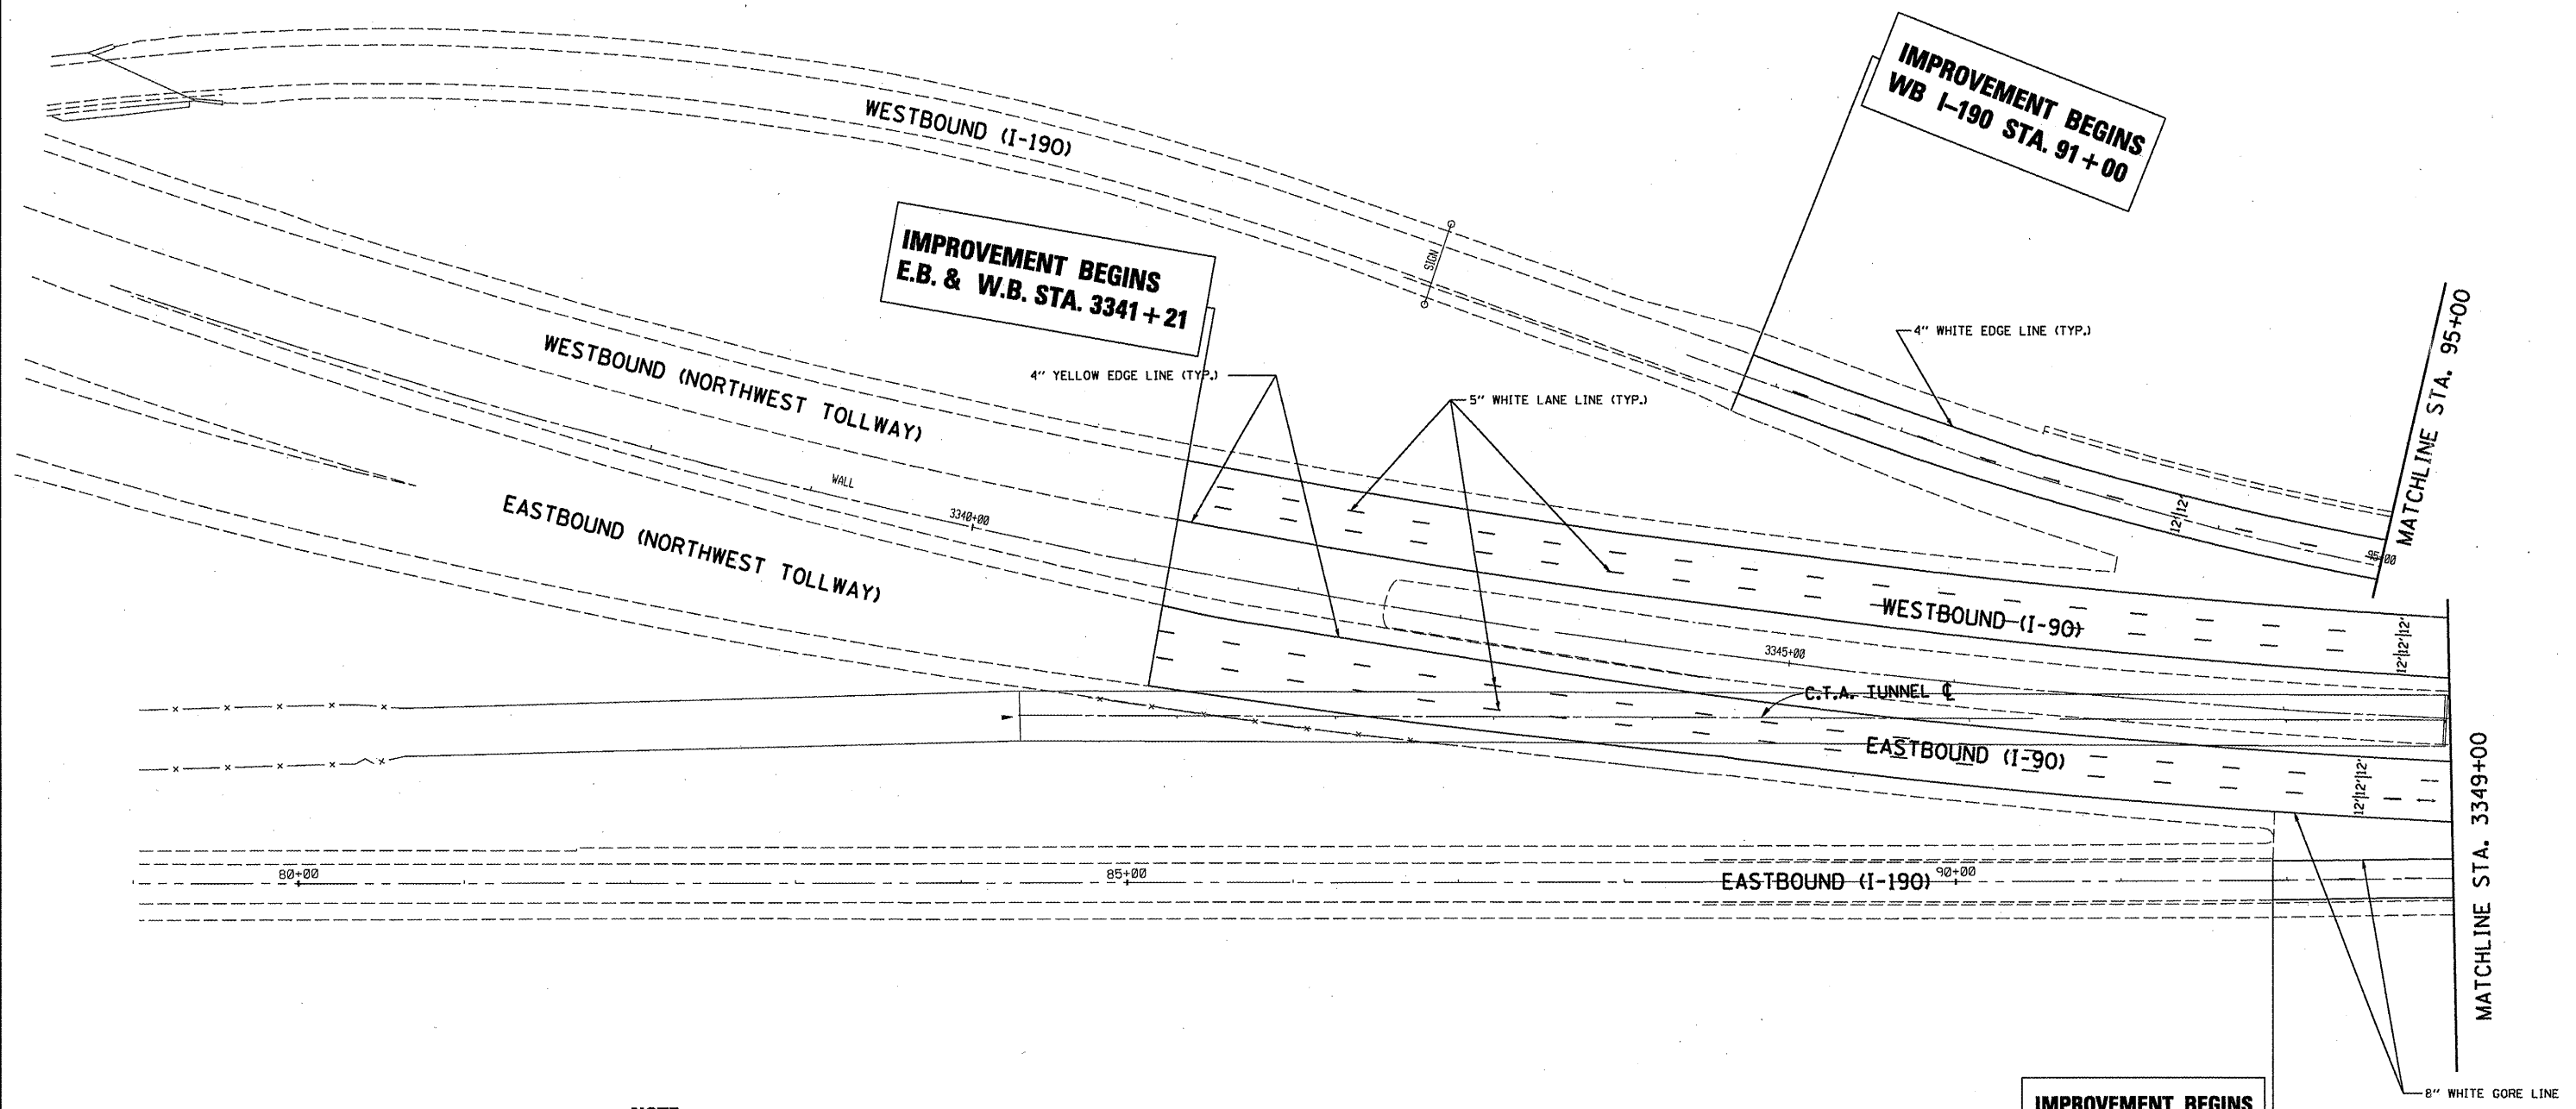 IMPROVEMENT BEGINS
WB I-190 STA. 91+00
WESTBOUND (I-190)
IMPROVEMENT BEGINS
E.B. & W.B. STA. 3341+21
SIGN
4" WHITE EDGE LINE (TYP.)
MATCHLINE STA. 95+00
WESTBOUND (NORTHWEST TOLLWAY)
4" YELLOW EDGE LINE (TYP.)
5" WHITE LANE LINE (TYP.)
WALL
3340+00
EASTBOUND (NORTHWEST TOLLWAY)
12' 12'
95+00
WESTBOUND (I-90)
12' 12' 12'
3345+00
C.T.A. TUNNEL ℄
EASTBOUND (I-90)
12' 12' 12'
MATCHLINE STA. 3349+00
80+00
85+00
EASTBOUND (I-190)
90+00
8" WHITE GORE LINE
NOTE
IMPROVEMENT BEGINS